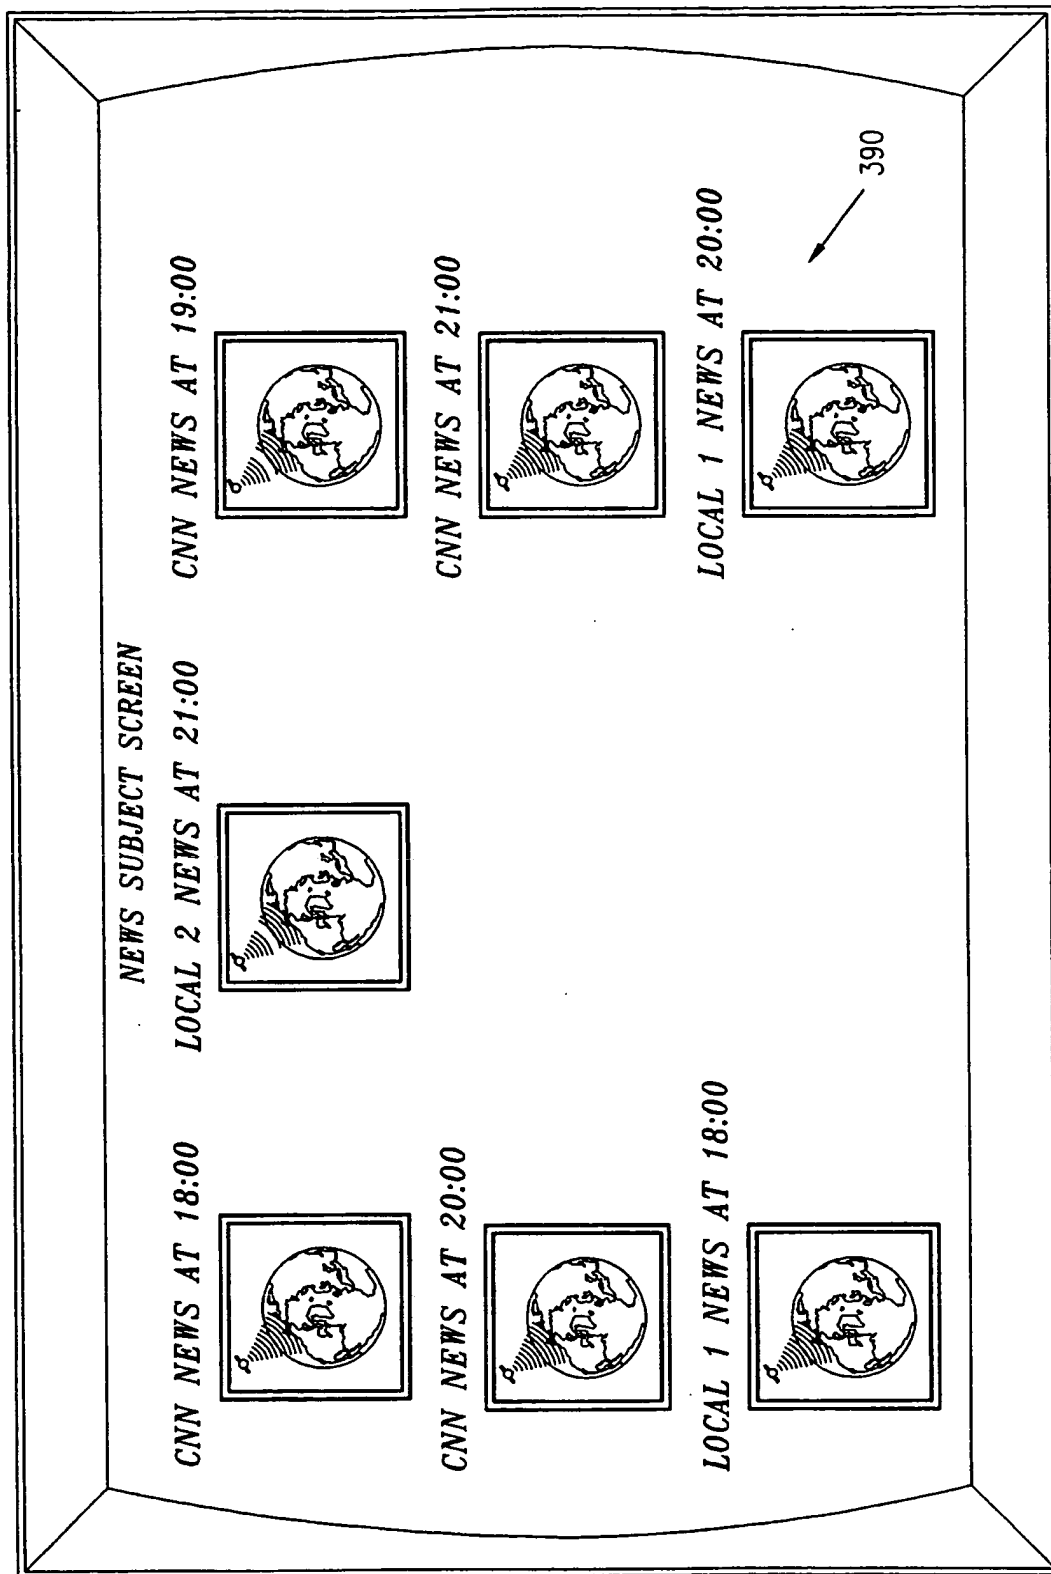 NEWS SUBJECT SCREEN
CNN NEWS AT 18:00
LOCAL 2 NEWS AT 21:00
CNN NEWS AT 19:00
CNN NEWS AT 20:00
CNN NEWS AT 21:00
LOCAL 1 NEWS AT 18:00
LOCAL 1 NEWS AT 20:00
390